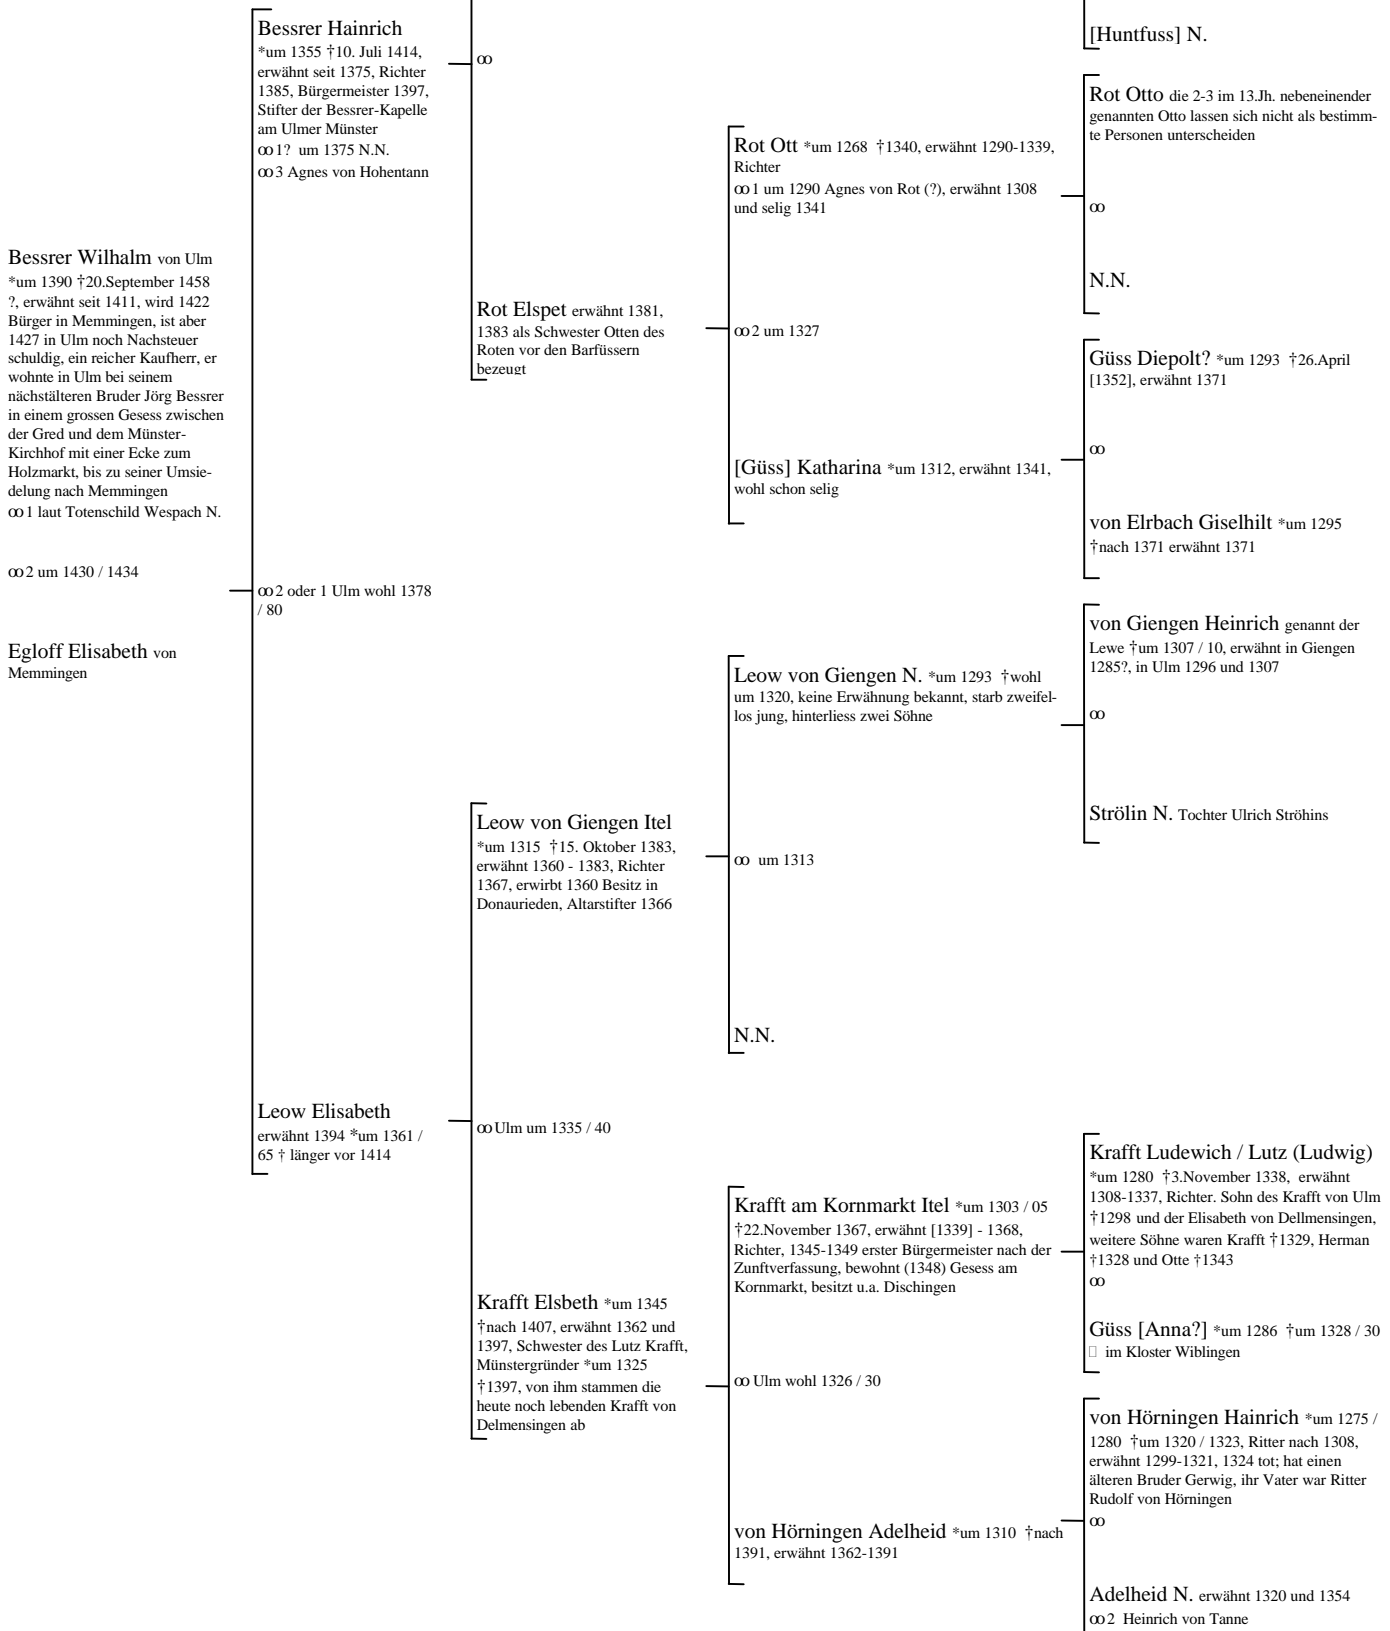 Bessrer Wilhalm von Ulm
*um 1390 †20.September 1458
?, erwähnt seit 1411, wird 1422
Bürger in Memmingen, ist aber
1427 in Ulm noch Nachsteuer
schuldig, ein reicher Kaufherr, er
wohnte in Ulm bei seinem
nächstälteren Bruder Jörg Bessrer
in einem grossen Gesess zwischen
der Gred und dem Münster-
Kirchhof mit einer Ecke zum
Holzmarkt, bis zu seiner Umsie-
delung nach Memmingen
∞ 1 laut Totenschild Wespach N.
∞ 2 um 1430 / 1434
Egloff Elisabeth von
Memmingen
Bessrer Hainrich
*um 1355 †10. Juli 1414,
erwähnt seit 1375, Richter
1385, Bürgermeister 1397,
Stifter der Bessrer-Kapelle
am Ulmer Münster
∞ 1? um 1375 N.N.
∞ 3 Agnes von Hohentann
∞ 2 oder 1 Ulm wohl 1378
/ 80
Leow Elisabeth
erwähnt 1394 *um 1361 /
65 † länger vor 1414
∞
Rot Elspet erwähnt 1381,
1383 als Schwester Otten des
Roten vor den Barfüssern
bezeugt
Leow von Giengen Itel
*um 1315 †15. Oktober 1383,
erwähnt 1360 - 1383, Richter
1367, erwirbt 1360 Besitz in
Donaurieden, Altarstifter 1366
∞ Ulm um 1335 / 40
Krafft Elsbeth *um 1345
†nach 1407, erwähnt 1362 und
1397, Schwester des Lutz Krafft,
Münstergründer *um 1325
†1397, von ihm stammen die
heute noch lebenden Krafft von
Delmensingen ab
Rot Ott *um 1268 †1340, erwähnt 1290-1339,
Richter
∞ 1 um 1290 Agnes von Rot (?), erwähnt 1308
und selig 1341
∞ 2 um 1327
[Güss] Katharina *um 1312, erwähnt 1341,
wohl schon selig
Leow von Giengen N. *um 1293 †wohl
um 1320, keine Erwähnung bekannt, starb zweifel-
los jung, hinterliess zwei Söhne
∞ um 1313
N.N.
Krafft am Kornmarkt Itel *um 1303 / 05
†22.November 1367, erwähnt [1339] - 1368,
Richter, 1345-1349 erster Bürgermeister nach der
Zunftverfassung, bewohnt (1348) Gesess am
Kornmarkt, besitzt u.a. Dischingen
∞ Ulm wohl 1326 / 30
von Hörningen Adelheid *um 1310 †nach
1391, erwähnt 1362-1391
[Huntfuss] N.
Rot Otto die 2-3 im 13.Jh. nebeneinender
genannten Otto lassen sich nicht als bestimm-
te Personen unterscheiden
∞
N.N.
Güss Diepolt? *um 1293 †26.April
[1352], erwähnt 1371
∞
von Elrbach Giselhilt *um 1295
†nach 1371 erwähnt 1371
von Giengen Heinrich genannt der
Lewe †um 1307 / 10, erwähnt in Giengen
1285?, in Ulm 1296 und 1307
∞
Strölin N. Tochter Ulrich Ströhins
Krafft Ludewich / Lutz (Ludwig)
*um 1280 †3.November 1338, erwähnt
1308-1337, Richter. Sohn des Krafft von Ulm
†1298 und der Elisabeth von Dellmensingen,
weitere Söhne waren Krafft †1329, Herman
†1328 und Otte †1343
∞
Güss [Anna?] *um 1286 †um 1328 / 30
□ im Kloster Wiblingen
von Hörningen Hainrich *um 1275 /
1280 †um 1320 / 1323, Ritter nach 1308,
erwähnt 1299-1321, 1324 tot; hat einen
älteren Bruder Gerwig, ihr Vater war Ritter
Rudolf von Hörningen
∞
Adelheid N. erwähnt 1320 und 1354
∞ 2 Heinrich von Tanne